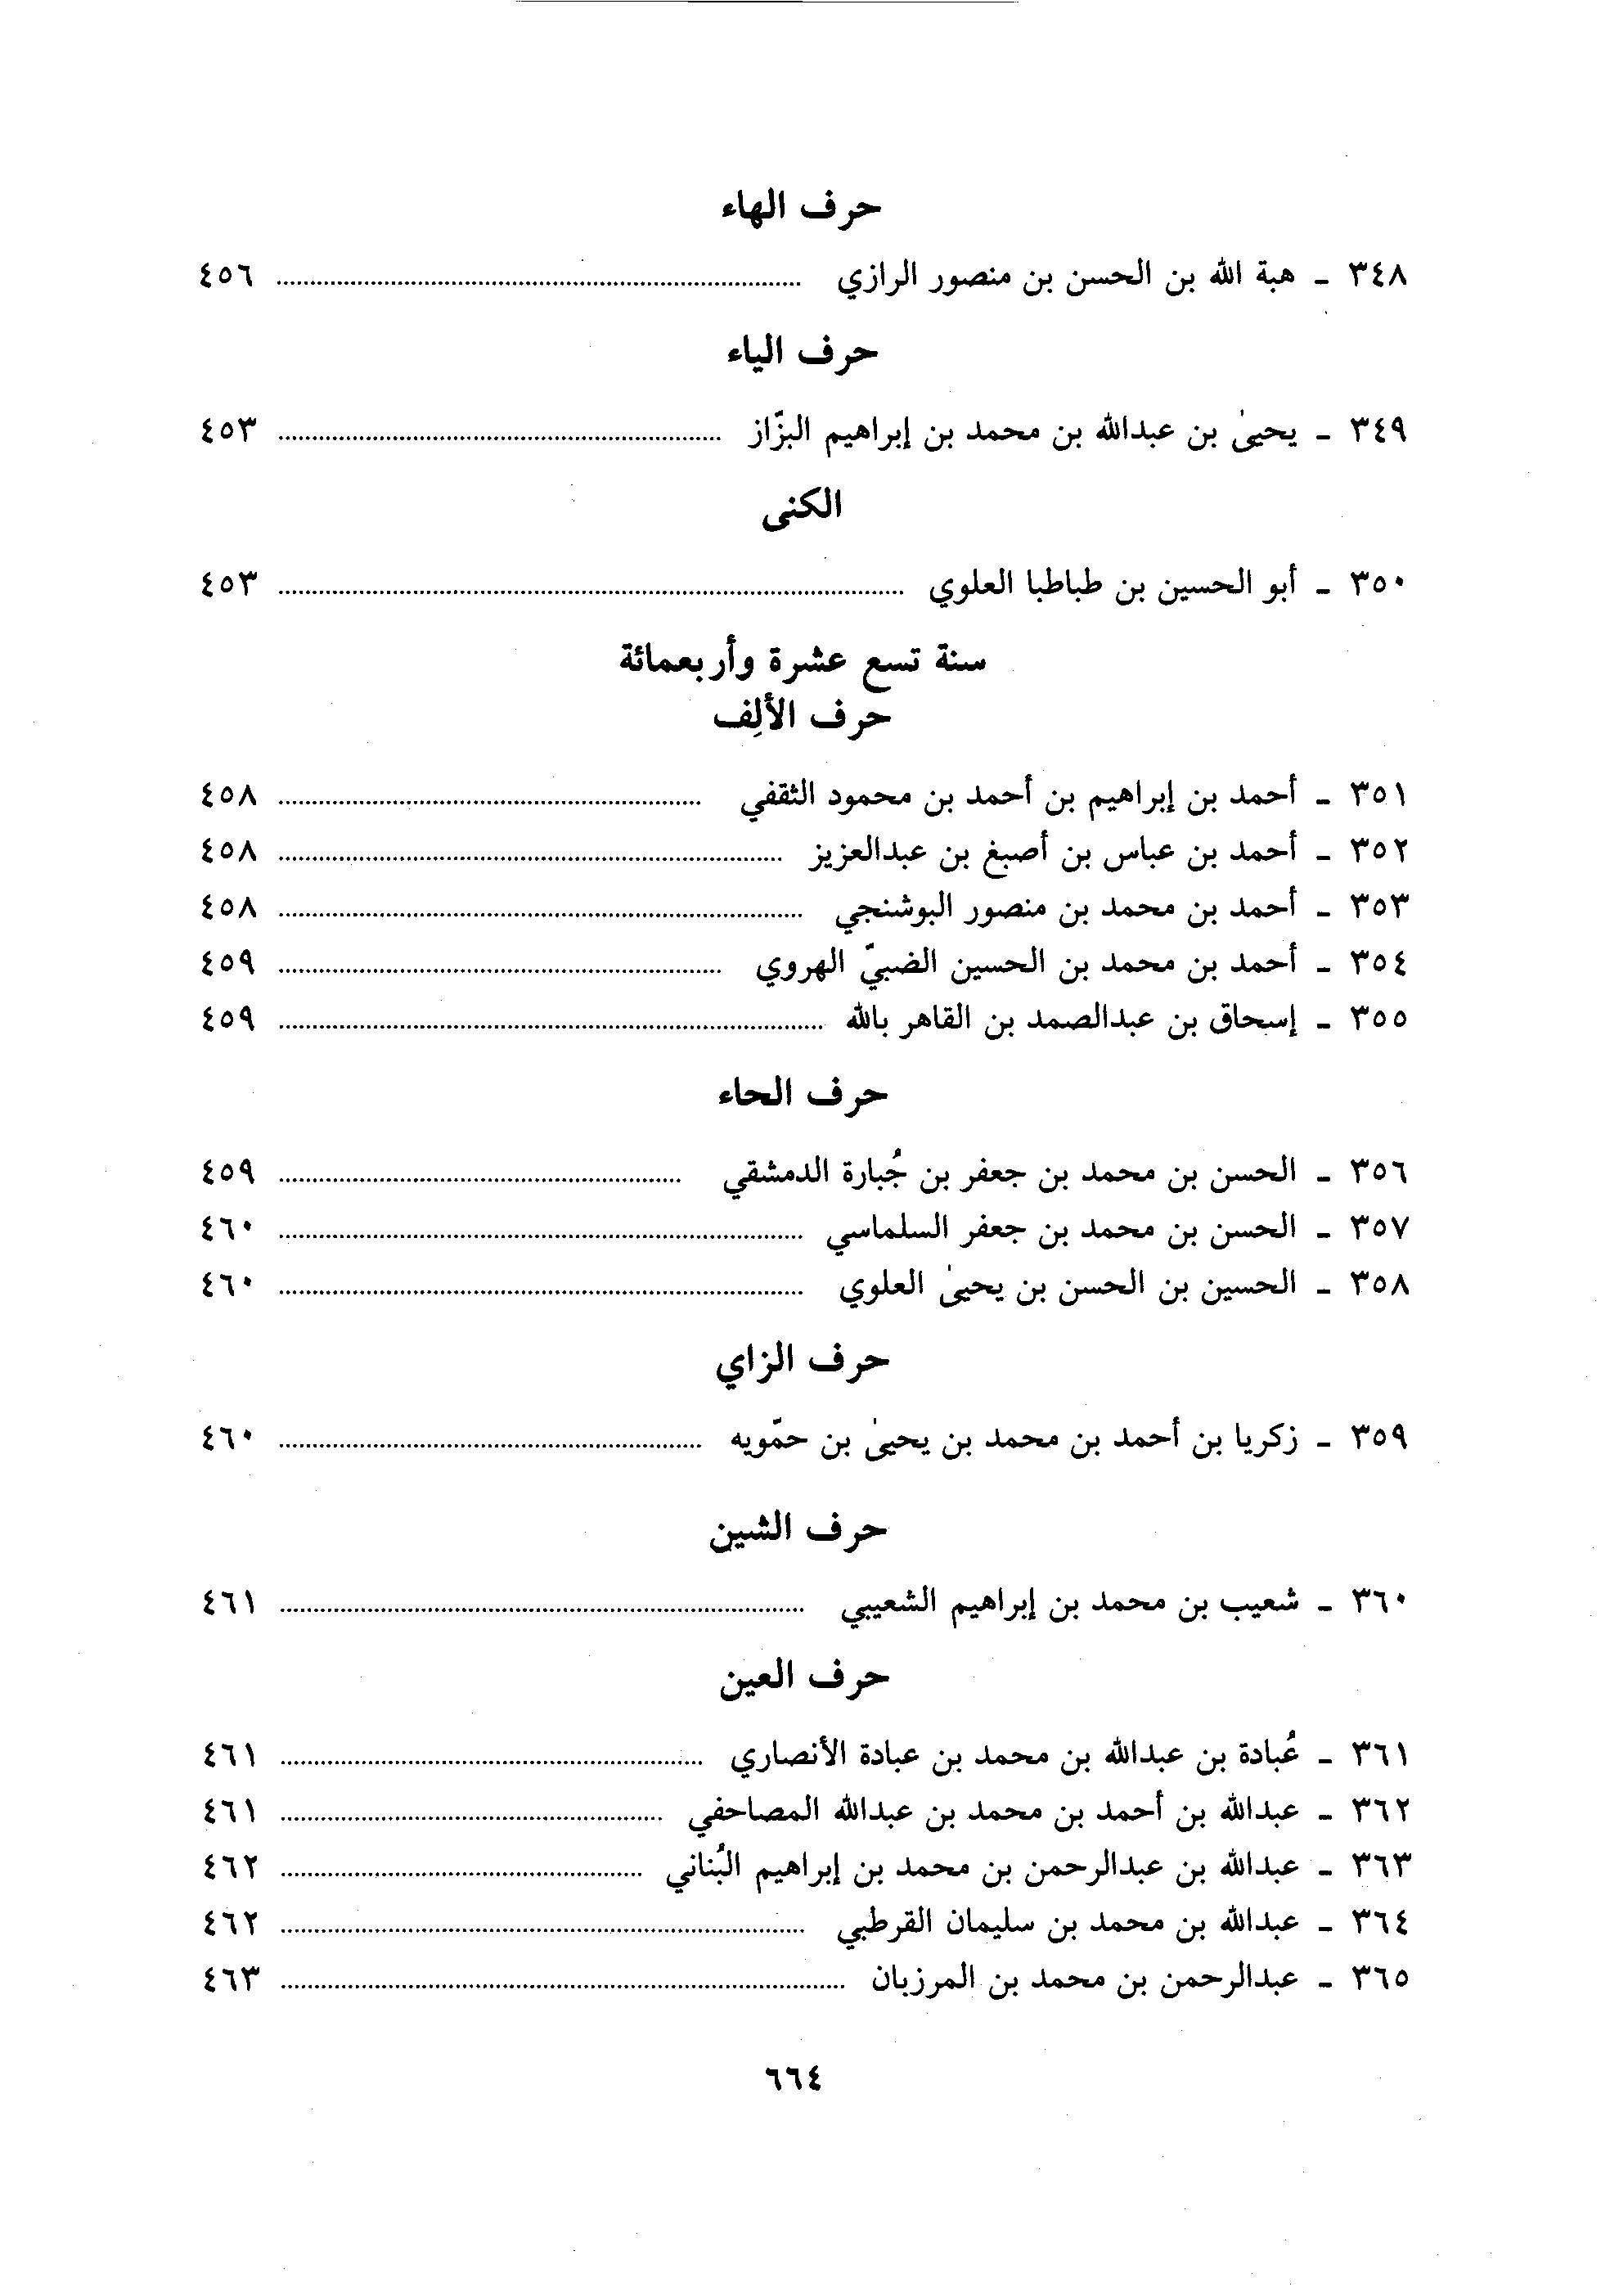 حرف الهاء
٣٤٨ ـ هبة الله بن الحسن بن منصور الرازي ........ ٤٥٦
حرف الياء
٣٤٩ ـ يحيىٰ بن عبدالله بن محمد بن إبراهيم البزّاز ........ ٤٥٣
الكنى
٣٥٠ ـ أبو الحسين بن طباطبا العلوي ........ ٤٥٣
سنة تسع عشرة وأربعمائة
حرف الألِف
٣٥١ ـ أحمد بن إبراهيم بن أحمد بن محمود الثقفي ........ ٤٥٨
٣٥٢ ـ أحمد بن عباس بن أصبغ بن عبدالعزيز ........ ٤٥٨
٣٥٣ ـ أحمد بن محمد بن منصور البوشنجي ........ ٤٥٨
٣٥٤ ـ أحمد بن محمد بن الحسين الضبيّ الهروي ........ ٤٥٩
٣٥٥ ـ إسحاق بن عبدالصمد بن القاهر بالله ........ ٤٥٩
حرف الحاء
٣٥٦ ـ الحسن بن محمد بن جعفر بن جُبارة الدمشقي ........ ٤٥٩
٣٥٧ ـ الحسن بن محمد بن جعفر السلماسي ........ ٤٦٠
٣٥٨ ـ الحسين بن الحسن بن يحيىٰ العلوي ........ ٤٦٠
حرف الزاي
٣٥٩ ـ زكريا بن أحمد بن محمد بن يحيىٰ بن حمّويه ........ ٤٦٠
حرف الشين
٣٦٠ ـ شعيب بن محمد بن إبراهيم الشعيبي ........ ٤٦١
حرف العين
٣٦١ ـ عُبادة بن عبدالله بن محمد بن عبادة الأنصاري ........ ٤٦١
٣٦٢ ـ عبدالله بن أحمد بن محمد بن عبدالله المصاحفي ........ ٤٦١
٣٦٣ ـ عبدالله بن عبدالرحمن بن محمد بن إبراهيم البُناني ........ ٤٦٢
٣٦٤ ـ عبدالله بن محمد بن سليمان القرطبي ........ ٤٦٢
٣٦٥ ـ عبدالرحمن بن محمد بن المرزبان ........ ٤٦٣
٦٦٤